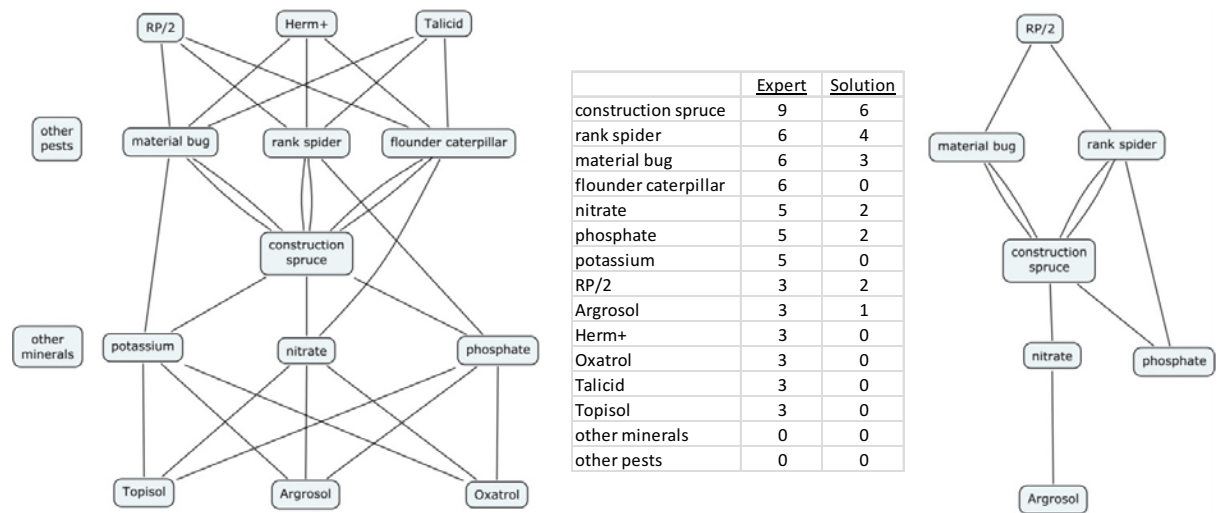 RP/2
Herm+
Talicid
other
pests
material bug
rank spider
flounder caterpillar
construction
spruce
other
minerals
potassium
nitrate
phosphate
Topisol
Argrosol
Oxatrol
Expert Solution
construction spruce 9 6
rank spider 6 4
material bug 6 3
flounder caterpillar 6 0
nitrate 5 2
phosphate 5 2
potassium 5 0
RP/2 3 2
Argrosol 3 1
Herm+ 3 0
Oxatrol 3 0
Talicid 3 0
Topisol 3 0
other minerals 0 0
other pests 0 0
RP/2
material bug
rank spider
construction
spruce
nitrate
phosphate
Argrosol